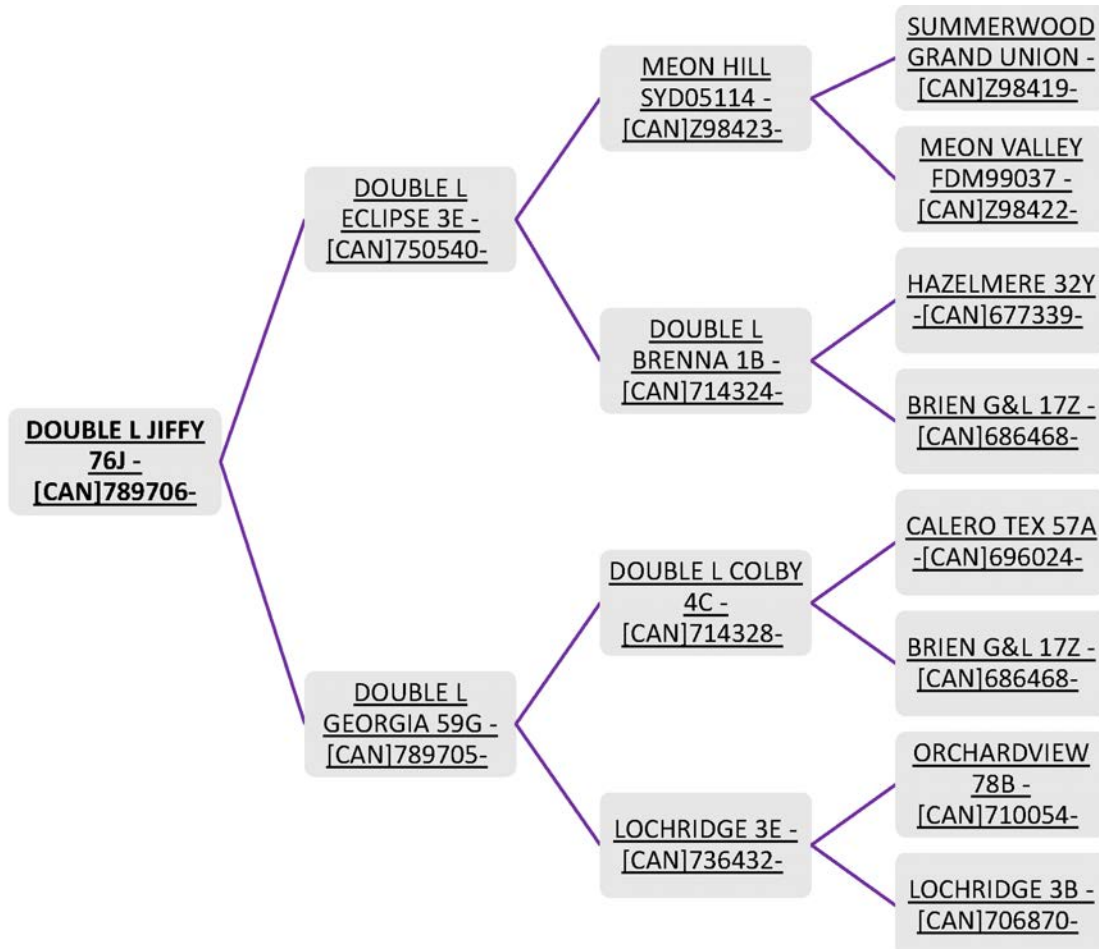 DOUBLE L JIFFY
76J -
[CAN]789706-
DOUBLE L
ECLIPSE 3E -
[CAN]750540-
DOUBLE L
GEORGIA 59G -
[CAN]789705-
MEON HILL
SYD05114 -
[CAN]Z98423-
DOUBLE L
BRENNA 1B -
[CAN]714324-
DOUBLE L COLBY
4C -
[CAN]714328-
LOCHRIDGE 3E -
[CAN]736432-
SUMMERWOOD
GRAND UNION -
[CAN]Z98419-
MEON VALLEY
FDM99037 -
[CAN]Z98422-
HAZELMERE 32Y
-[CAN]677339-
BRIEN G&L 17Z -
[CAN]686468-
CALERO TEX 57A
-[CAN]696024-
BRIEN G&L 17Z -
[CAN]686468-
ORCHARDVIEW
78B -
[CAN]710054-
LOCHRIDGE 3B -
[CAN]706870-